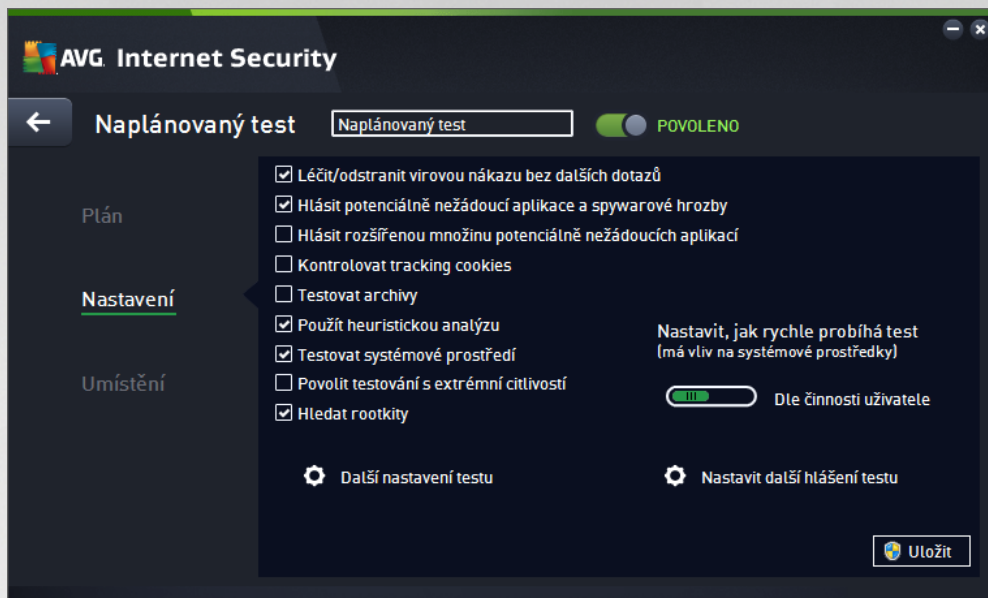 AVG. Internet Security
Naplánovaný test
Naplánovaný test
POVOLENO
Plán
Nastavení
Umístění
Léčit/odstranit virovou nákazu bez dalších dotazů
Hlásit potenciálně nežádoucí aplikace a spywarové hrozby
Hlásit rozšířenou množinu potenciálně nežádoucích aplikací
Kontrolovat tracking cookies
Testovat archivy
Použít heuristickou analýzu
Testovat systémové prostředí
Povolit testování s extrémní citlivostí
Hledat rootkity
Nastavit, jak rychle probíhá test
(má vliv na systémové prostředky)
Dle činnosti uživatele
Další nastavení testu
Nastavit další hlášení testu
Uložit